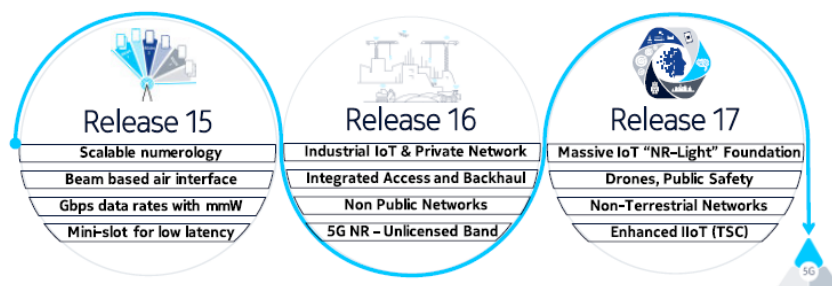 Release 15
Scalable numerology
Beam based air interface
Gbps data rates with mmW
Mini-slot for low latency
Release 16
Industrial IoT & Private Network
Integrated Access and Backhaul
Non Public Networks
5G NR – Unlicensed Band
Release 17
Massive IoT “NR-Light” Foundation
Drones, Public Safety
Non-Terrestrial Networks
Enhanced IIoT (TSC)
5G